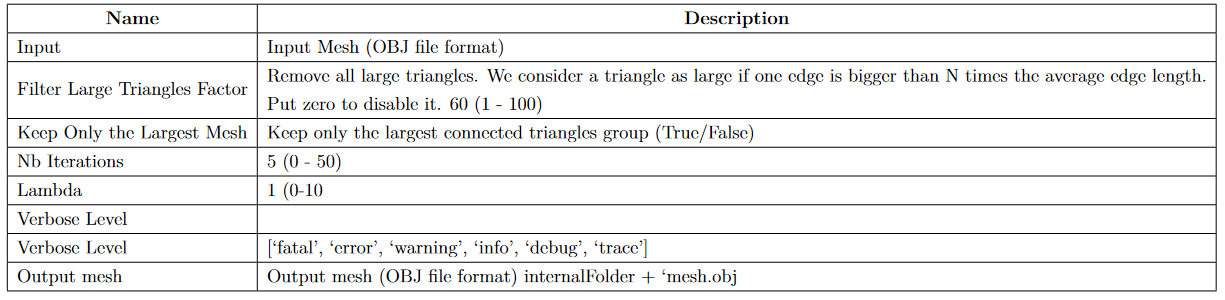 Name Description
Input Input Mesh (OBJ file format)
Filter Large Triangles Factor Remove all large triangles. We consider a triangle as large if one edge is bigger than N times the average edge length.
Put zero to disable it. 60 (1 - 100)
Keep Only the Largest Mesh Keep only the largest connected triangles group (True/False)
Nb Iterations 5 (0 - 50)
Lambda 1 (0-10
Verbose Level
Verbose Level [‘fatal’, ‘error’, ‘warning’, ‘info’, ‘debug’, ‘trace’]
Output mesh Output mesh (OBJ file format) internalFolder + ‘mesh.obj